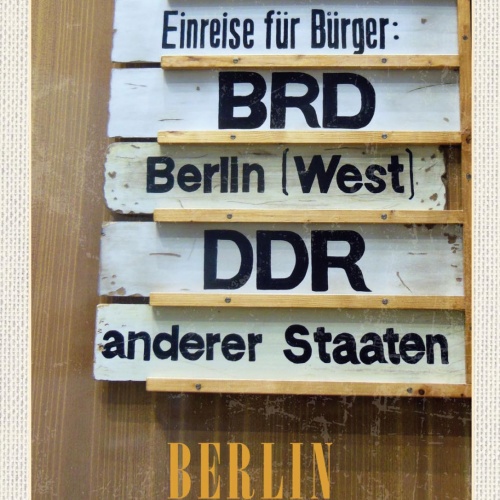 Einreise für Bürger:
BRD
Berlin (West)
DDR
anderer Staaten
BERLIN